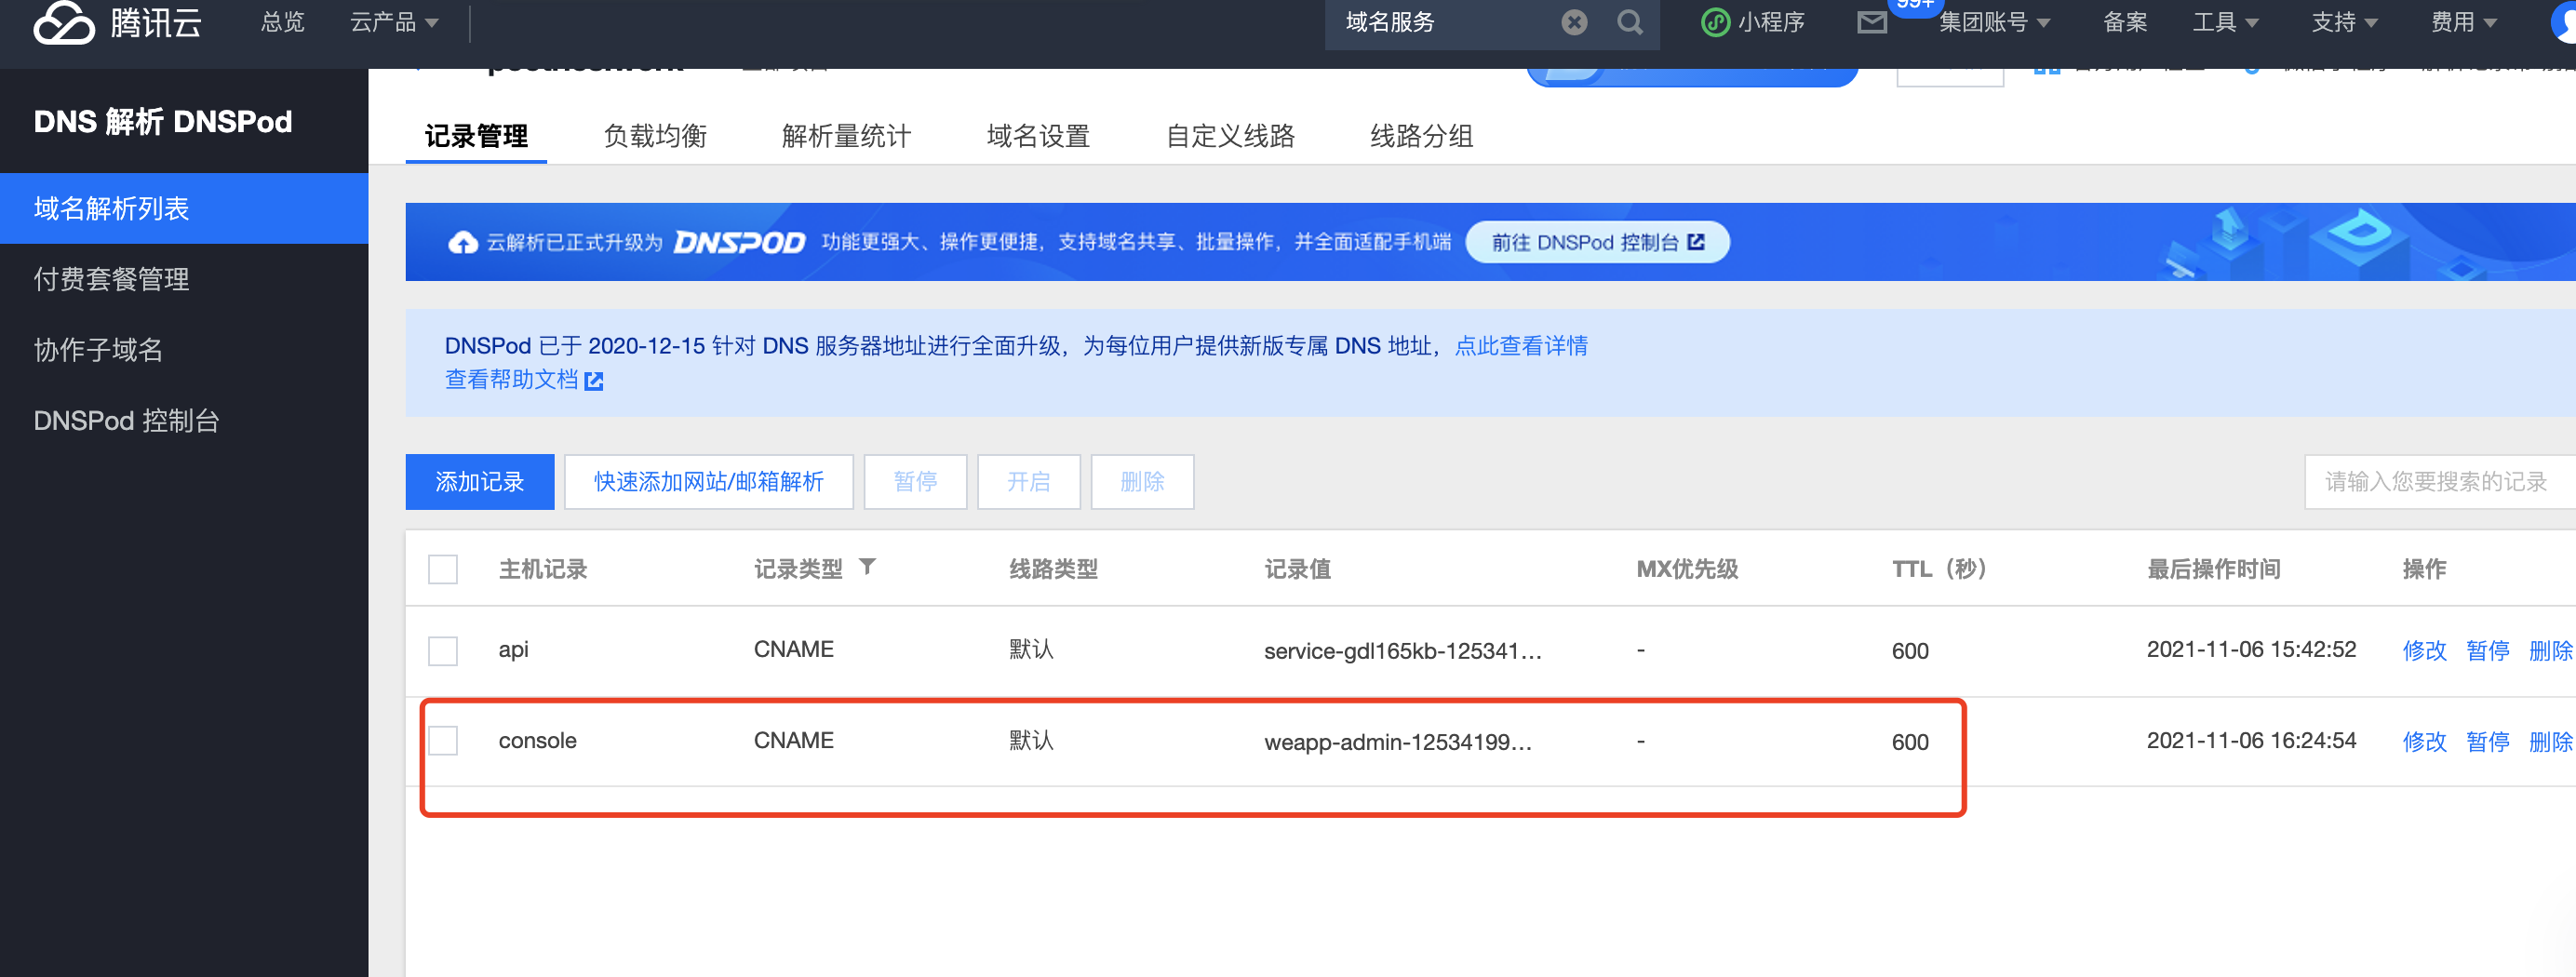 腾讯云 总览 云产品 域名服务 小程序 99+ 集团账号 备案 工具 支持 费用
DNS 解析 DNSPod
域名解析列表
付费套餐管理
协作子域名
DNSPod 控制台
记录管理 负载均衡 解析量统计 域名设置 自定义线路 线路分组
云解析已正式升级为 DNSPOD 功能更强大、操作更便捷，支持域名共享、批量操作，并全面适配手机端 前往 DNSPod 控制台
DNSPod 已于 2020-12-15 针对 DNS 服务器地址进行全面升级，为每位用户提供新版专属 DNS 地址，点此查看详情
查看帮助文档
添加记录 快速添加网站/邮箱解析 暂停 开启 删除 请输入您要搜索的记录
主机记录 记录类型 线路类型 记录值 MX优先级 TTL（秒） 最后操作时间 操作
api CNAME 默认 service-gdl165kb-125341... - 600 2021-11-06 15:42:52 修改 暂停 删除
console CNAME 默认 weapp-admin-12534199... - 600 2021-11-06 16:24:54 修改 暂停 删除